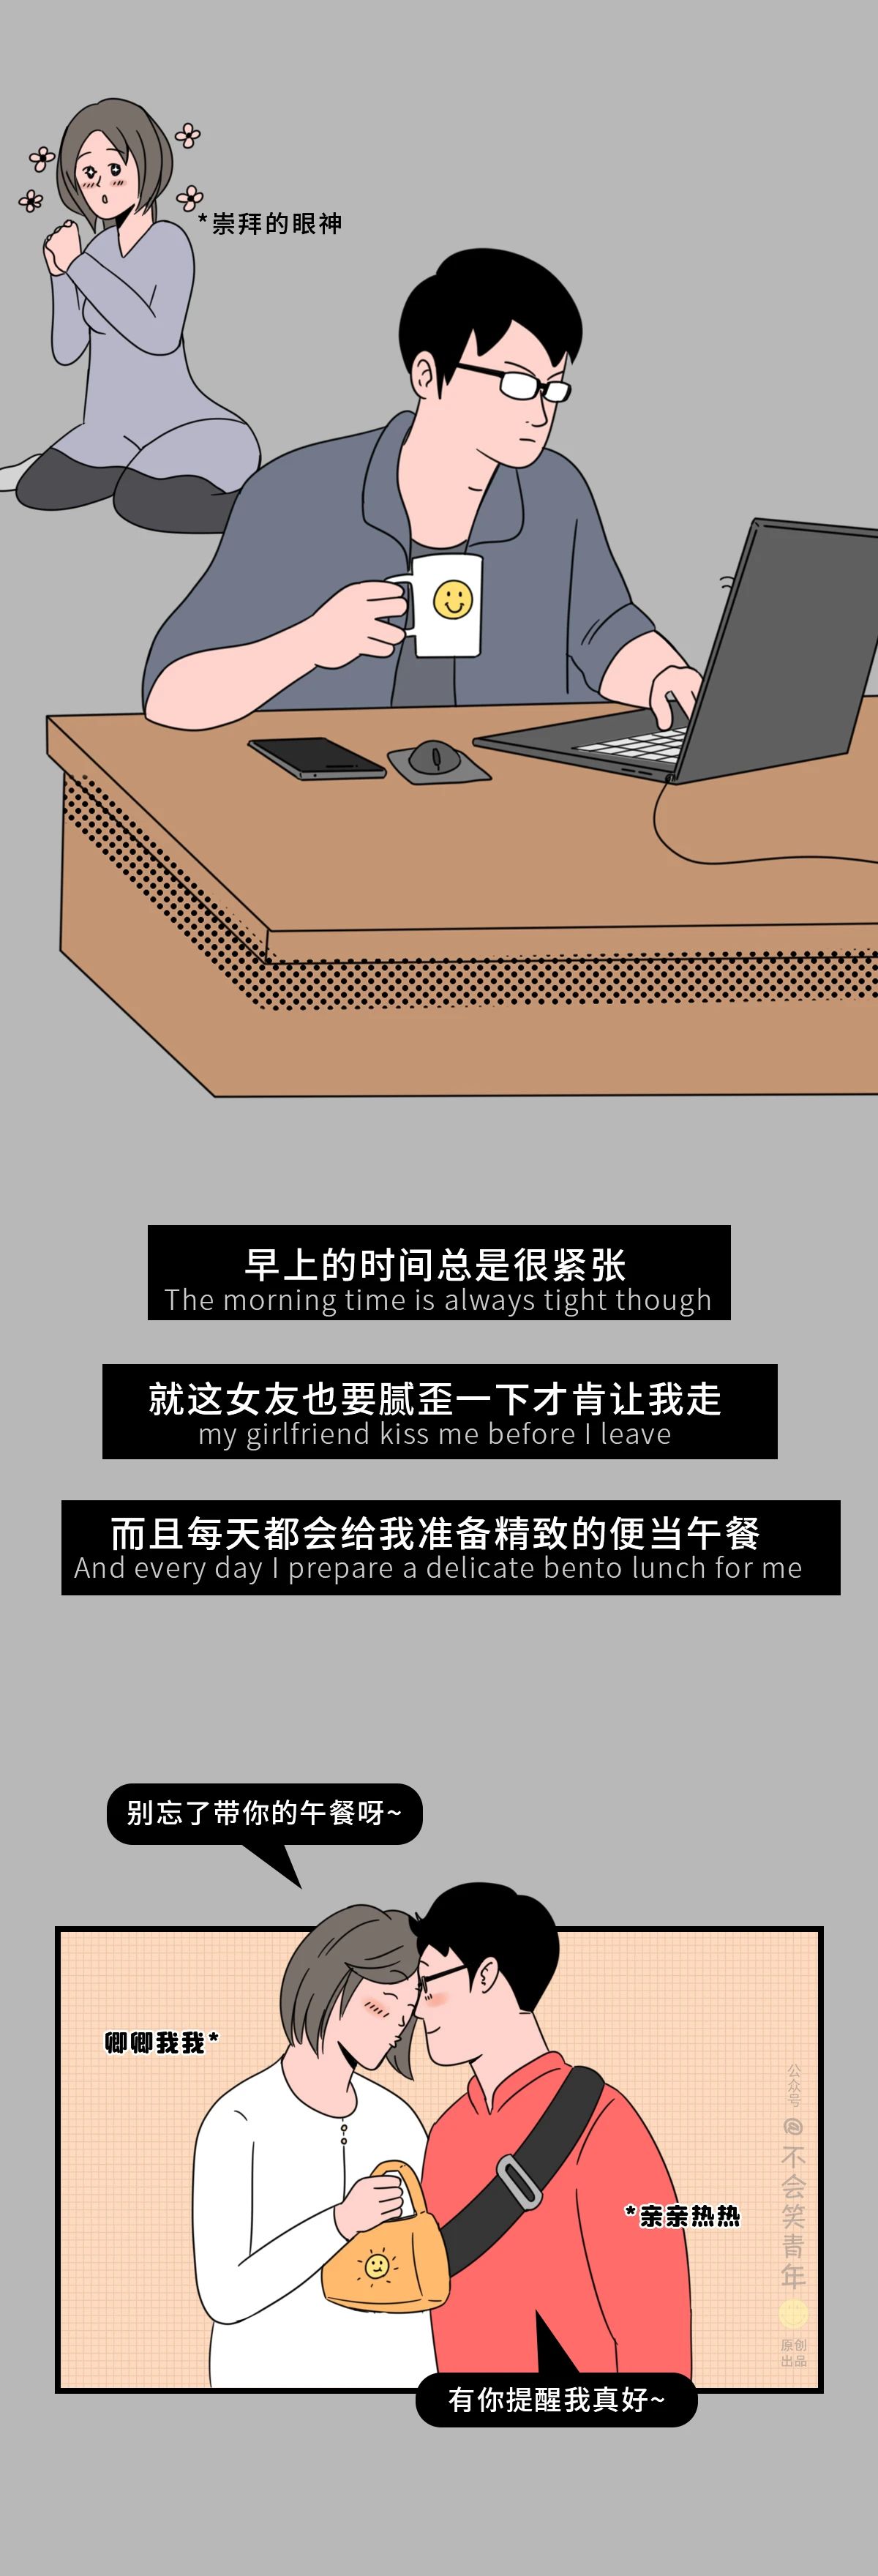 *崇拜的眼神
早上的时间总是很紧张
The morning time is always tight though
就这女友也要腻歪一下才肯让我走
my girlfriend kiss me before I leave
而且每天都会给我准备精致的便当午餐
And every day I prepare a delicate bento lunch for me
别忘了带你的午餐呀~
卿卿我我*
公众号@不会笑青年
原创
出品
*亲亲热热
有你提醒我真好~